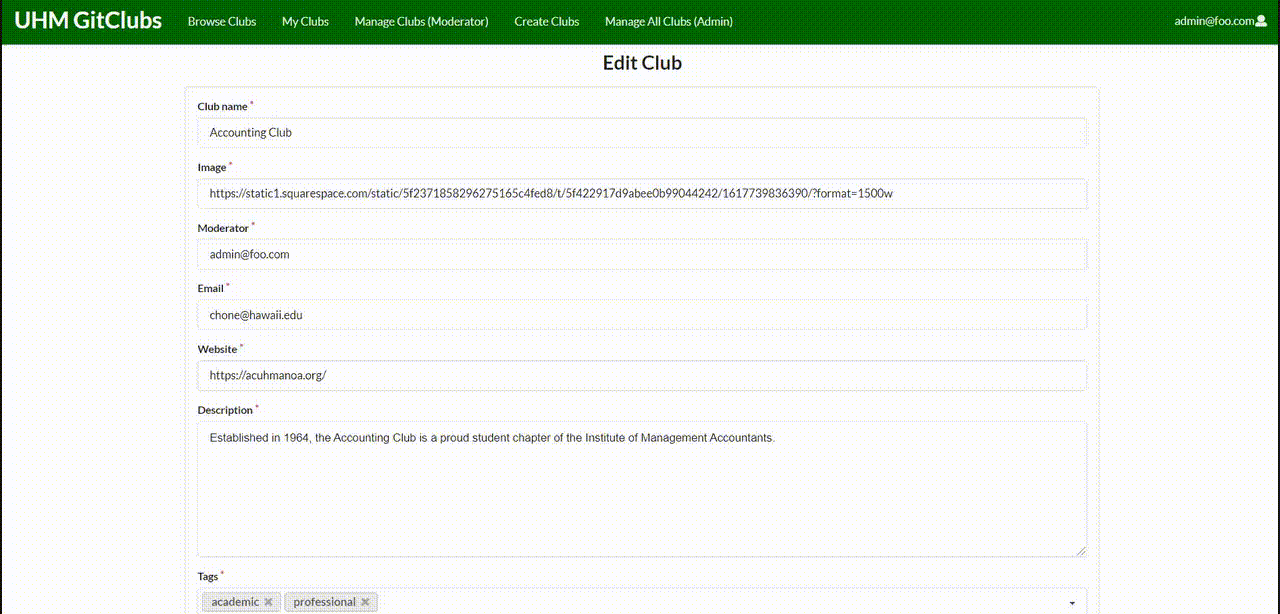 UHM GitClubs Browse Clubs My Clubs Manage Clubs (Moderator) Create Clubs Manage All Clubs (Admin) admin@foo.com
Edit Club
Club name *
Accounting Club
Image *
https://static1.squarespace.com/static/5f2371858296275165c4fed8/t/5f422917d9abee0b99044242/1617739836390/?format=1500w
Moderator *
admin@foo.com
Email *
chone@hawaii.edu
Website *
https://acuhmanoa.org/
Description *
Established in 1964, the Accounting Club is a proud student chapter of the Institute of Management Accountants.
Tags *
academic professional